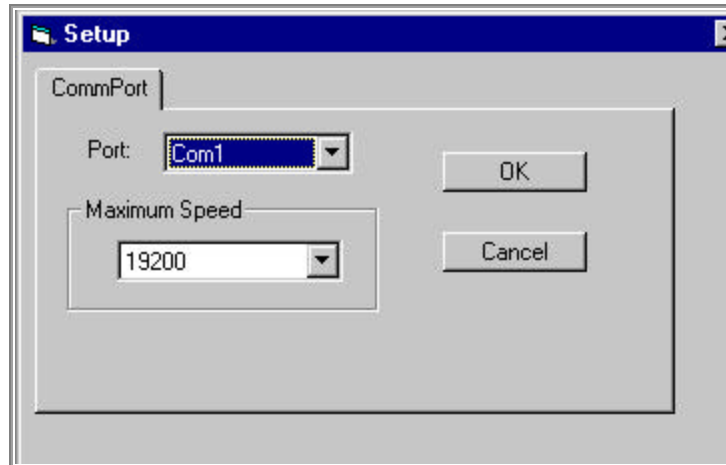 Setup
CommPort
Port: Com1
OK
Maximum Speed
19200
Cancel